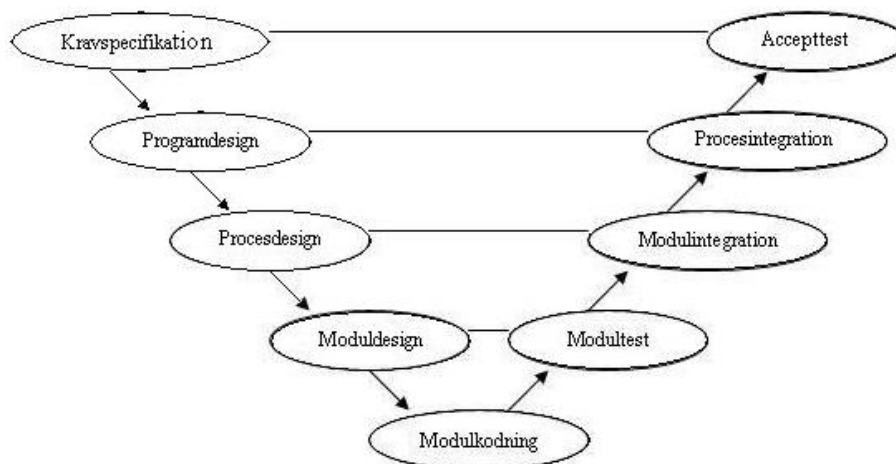 Kravspecifikation
Accepttest
Programdesign
Procesintegration
Procesdesign
Modulintegration
Moduldesign
Modultest
Modulkodning